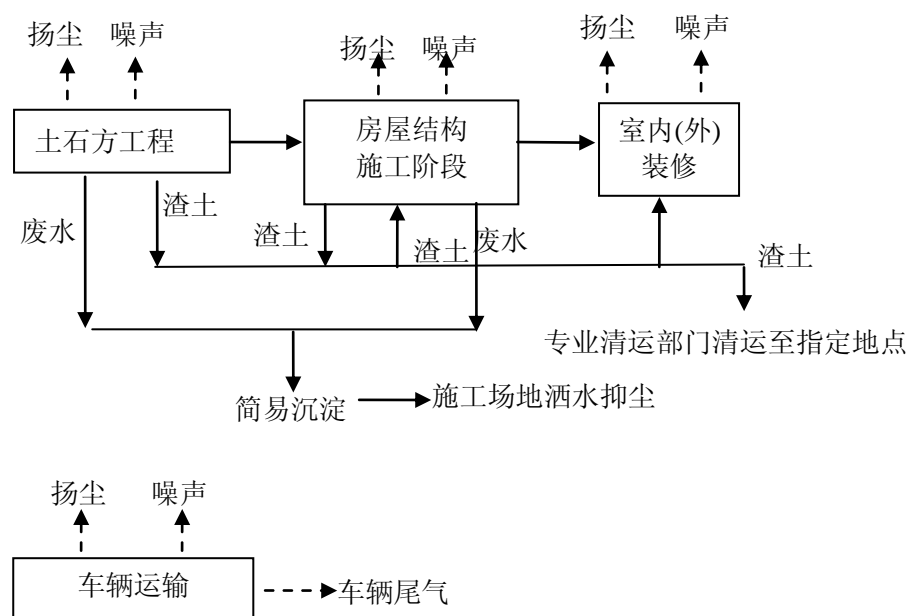 扬尘 噪声 扬尘 噪声 扬尘 噪声
土石方工程
房屋结构
施工阶段
室内(外)
装修
渣土
废水 渣土 渣土 废水 渣土
专业清运部门清运至指定地点
简易沉淀 施工场地洒水抑尘
扬尘 噪声
车辆运输 车辆尾气